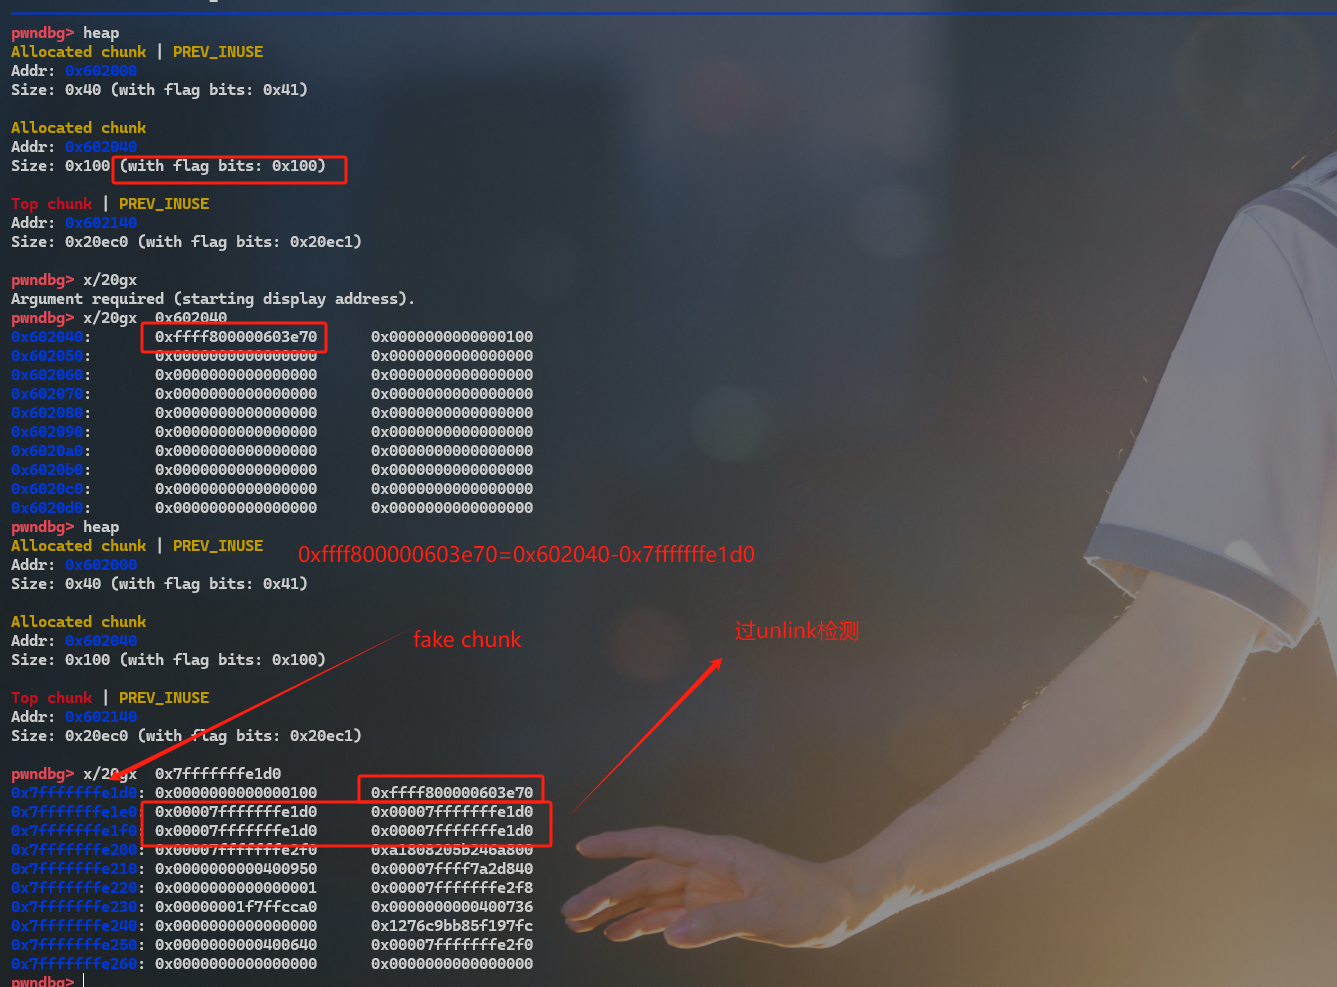 pwndbg> heap
Allocated chunk | PREV_INUSE
Addr: 0x602000
Size: 0x40 (with flag bits: 0x41)
Allocated chunk
Addr: 0x602040
Size: 0x100 (with flag bits: 0x100)
Top chunk | PREV_INUSE
Addr: 0x602140
Size: 0x20ec0 (with flag bits: 0x20ec1)
pwndbg> x/20gx
Argument required (starting display address).
pwndbg> x/20gx 0x602040
0x602040: 0xffff800000603e70 0x0000000000000100
0x602050: 0x0000000000000000 0x0000000000000000
0x602060: 0x0000000000000000 0x0000000000000000
0x602070: 0x0000000000000000 0x0000000000000000
0x602080: 0x0000000000000000 0x0000000000000000
0x602090: 0x0000000000000000 0x0000000000000000
0x6020a0: 0x0000000000000000 0x0000000000000000
0x6020b0: 0x0000000000000000 0x0000000000000000
0x6020c0: 0x0000000000000000 0x0000000000000000
0x6020d0: 0x0000000000000000 0x0000000000000000
pwndbg> heap
Allocated chunk | PREV_INUSE
0xffff800000603e70=0x602040-0x7fffffffe1d0
Addr: 0x602000
Size: 0x40 (with flag bits: 0x41)
Allocated chunk
fake chunk
过unlink检测
Addr: 0x602040
Size: 0x100 (with flag bits: 0x100)
Top chunk | PREV_INUSE
Addr: 0x602140
Size: 0x20ec0 (with flag bits: 0x20ec1)
pwndbg> x/20gx 0x7fffffffe1d0
0x7fffffffe1d0: 0x0000000000000100 0xffff800000603e70
0x7fffffffe1e0: 0x00007fffffffe1d0 0x00007fffffffe1d0
0x7fffffffe1f0: 0x00007fffffffe1d0 0x00007fffffffe1d0
0x7fffffffe200: 0x00007fffffffe2f0 0xa1808205b246a800
0x7fffffffe210: 0x0000000000400950 0x00007ffff7a2d840
0x7fffffffe220: 0x0000000000000001 0x00007fffffffe2f8
0x7fffffffe230: 0x00000001f7ffcca0 0x0000000000400736
0x7fffffffe240: 0x0000000000000000 0x1276c9bb85f197fc
0x7fffffffe250: 0x0000000000400640 0x00007fffffffe2f0
0x7fffffffe260: 0x0000000000000000 0x0000000000000000
pwndbg>